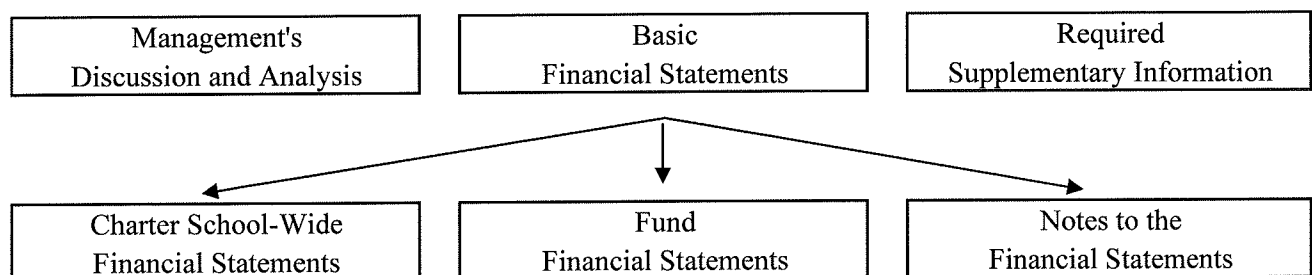 Management's
Discussion and Analysis
Basic
Financial Statements
Required
Supplementary Information
Charter School-Wide
Financial Statements
Fund
Financial Statements
Notes to the
Financial Statements